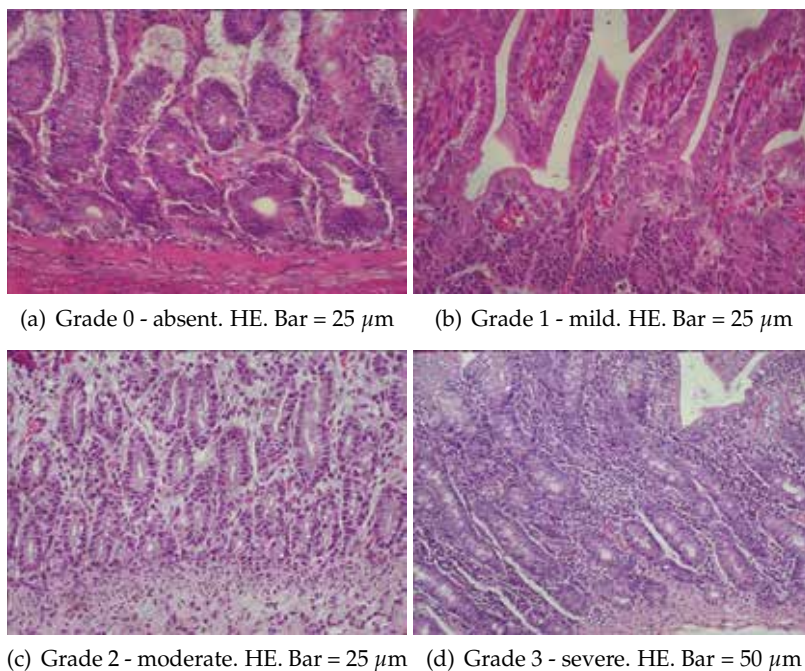 (a) Grade 0 - absent. HE. Bar = 25 µm
(b) Grade 1 - mild. HE. Bar = 25 µm
(c) Grade 2 - moderate. HE. Bar = 25 µm
(d) Grade 3 - severe. HE. Bar = 50 µm